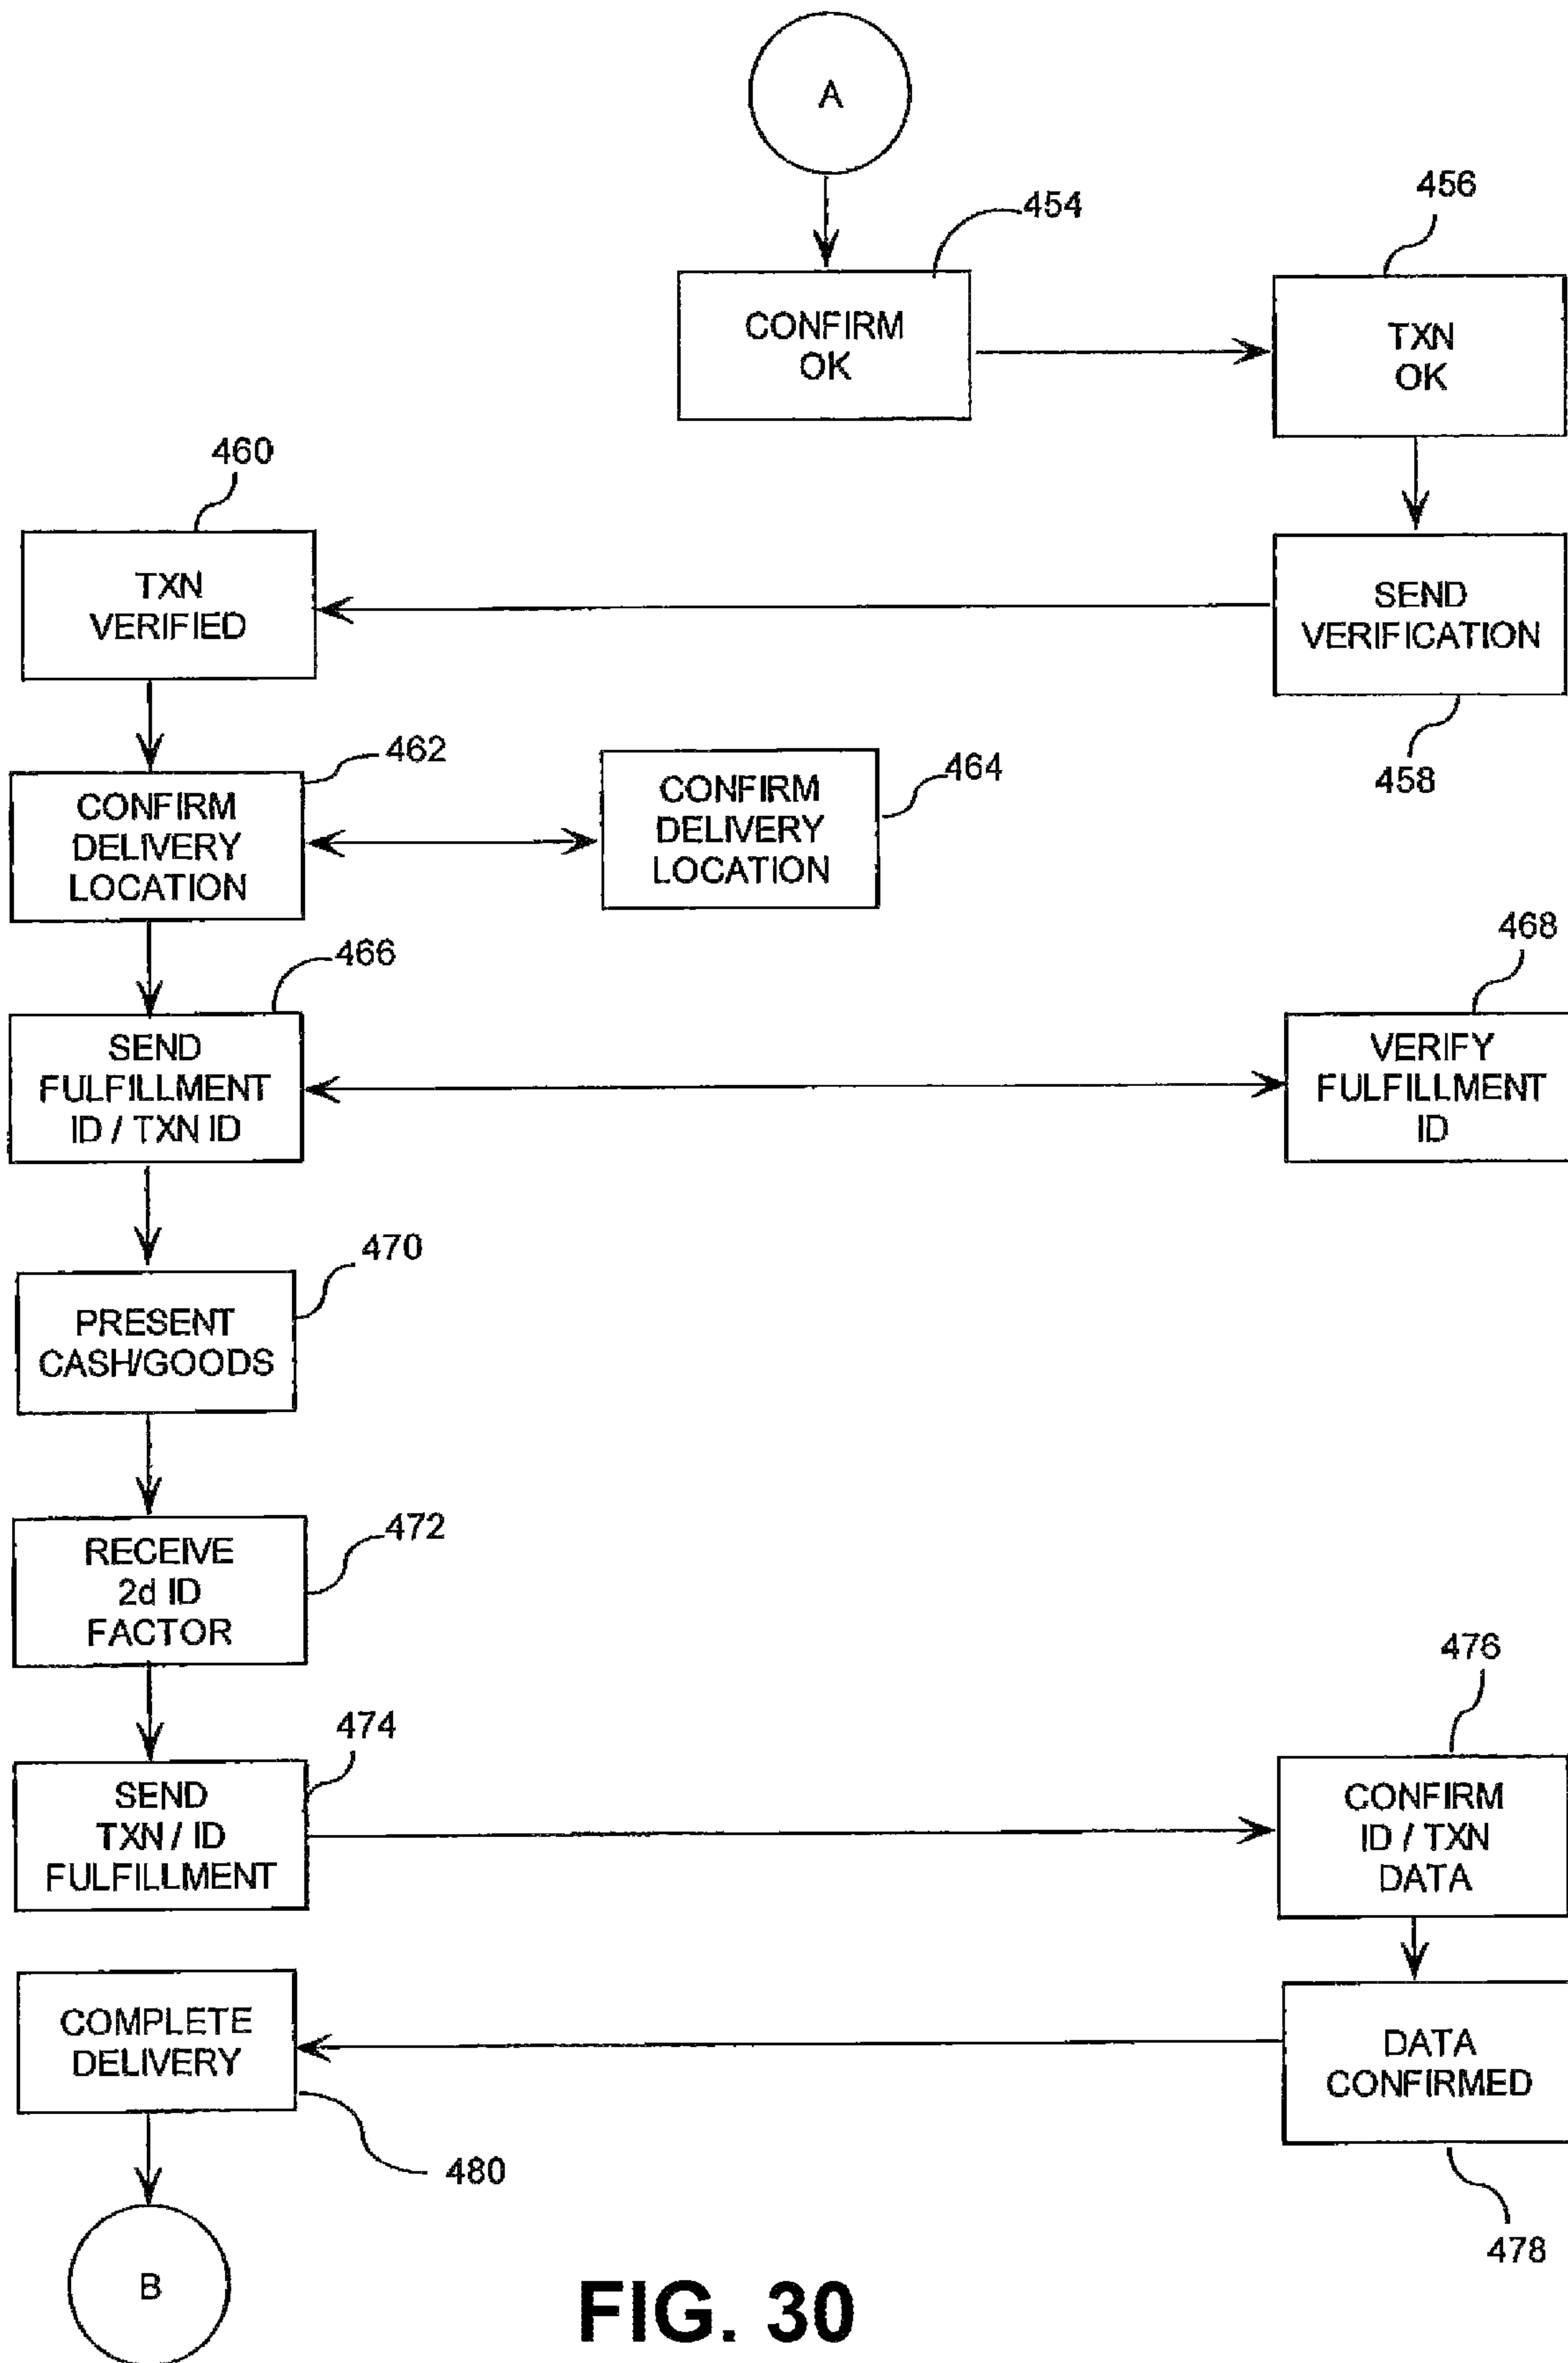 A
454
456
CONFIRM
OK
TXN
OK
460
TXN
VERIFIED
SEND
VERIFICATION
458
462
CONFIRM
DELIVERY
LOCATION
464
CONFIRM
DELIVERY
LOCATION
466
468
SEND
FULFILLMENT
ID / TXN ID
VERIFY
FULFILLMENT
ID
470
PRESENT
CASH/GOODS
472
RECEIVE
2d ID
FACTOR
474
476
SEND
TXN / ID
FULFILLMENT
CONFIRM
ID / TXN
DATA
COMPLETE
DELIVERY
480
DATA
CONFIRMED
478
B
FIG. 30